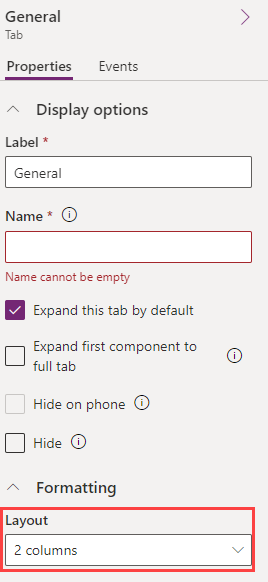 General
Tab
Properties Events
Display options
Label *
General
Name *
Name cannot be empty
Expand this tab by default
Expand first component to
full tab
Hide on phone
Hide
Formatting
Layout
2 columns